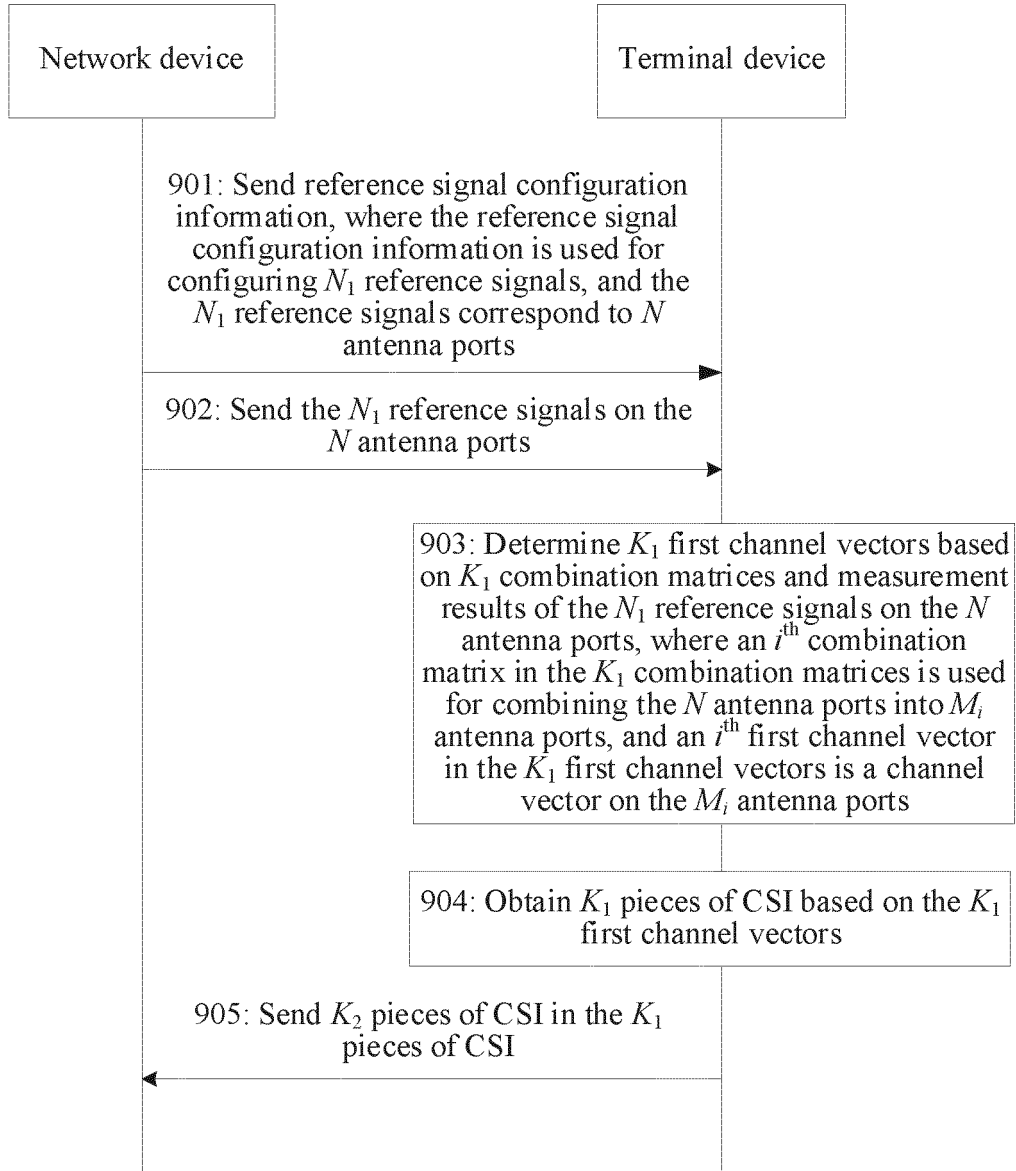 Network device
Terminal device
901: Send reference signal configuration
information, where the reference signal
configuration information is used for
configuring N₁ reference signals, and the
N₁ reference signals correspond to N
antenna ports
902: Send the N₁ reference signals on the
N antenna ports
903: Determine K₁ first channel vectors based
on K₁ combination matrices and measurement
results of the N₁ reference signals on the N
antenna ports, where an iᵗʰ combination
matrix in the K₁ combination matrices is used
for combining the N antenna ports into Mᵢ
antenna ports, and an iᵗʰ first channel vector
in the K₁ first channel vectors is a channel
vector on the Mᵢ antenna ports
904: Obtain K₁ pieces of CSI based on the K₁
first channel vectors
905: Send K₂ pieces of CSI in the K₁
pieces of CSI